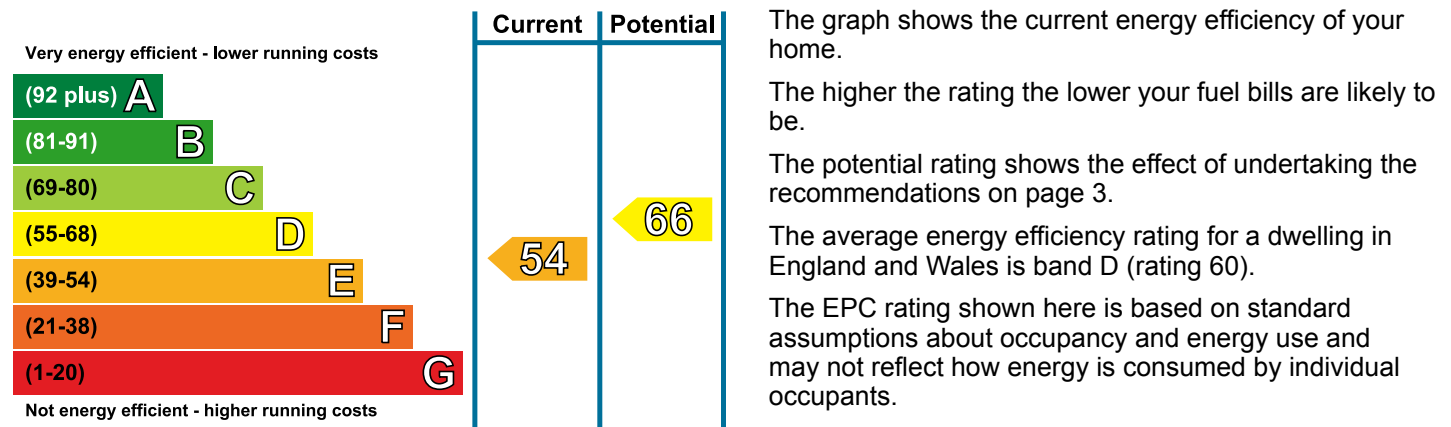 Current Potential
Very energy efficient - lower running costs
(92 plus) A
(81-91) B
(69-80) C
(55-68) D
(39-54) E
(21-38) F
(1-20) G
54
66
Not energy efficient - higher running costs
The graph shows the current energy efficiency of your
home.
The higher the rating the lower your fuel bills are likely to
be.
The potential rating shows the effect of undertaking the
recommendations on page 3.
The average energy efficiency rating for a dwelling in
England and Wales is band D (rating 60).
The EPC rating shown here is based on standard
assumptions about occupancy and energy use and
may not reflect how energy is consumed by individual
occupants.